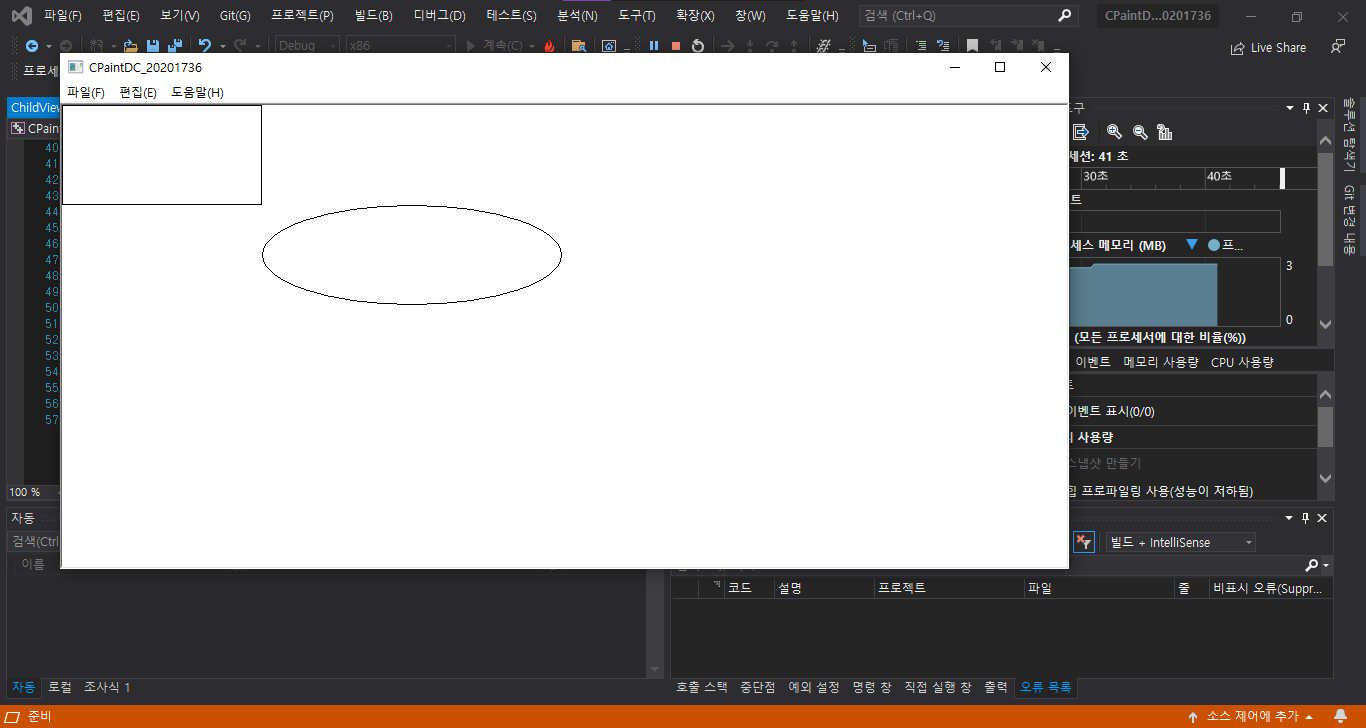 파일(F) 편집(E) 보기(V) Git(G) 프로젝트(P) 빌드(B) 디버그(D) 테스트(S) 분석(N) 도구(T) 확장(X) 창(W) 도움말(H) 검색 (Ctrl+Q) CPaintD...0201736
Debug x86 계속(C) Live Share
프로세
CPaintDC_20201736
파일(F) 편집(E) 도움말(H)
ChildView
CPain
40
41
42
43
44
45
46
47
48
49
50
51
52
53
54
55
56
57
100 %
도구
세션: 41 초
30초 40초
트
세스 메모리 (MB) 프...
3
0
(모든 프로세서에 대한 비율(%))
이벤트 메모리 사용량 CPU 사용량
트
이벤트 표시(0/0)
사용량
스냅샷 만들기
힙 프로파일링 사용(성능이 저하됨)
자동
검색(Ctrl
이름
빌드 + IntelliSense
코드 설명 프로젝트 파일 줄 비표시 오류(Suppr...
자동 로컬 조사식 1
호출 스택 중단점 예외 설정 명령 창 직접 실행 창 출력 오류 목록
준비 소스 제어에 추가
솔루션 탐색기
Git 변경 내용